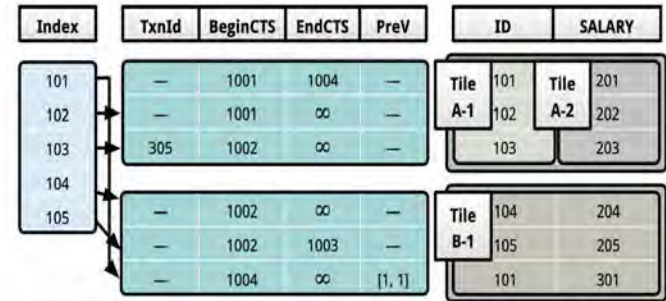 Index TxnId BeginCTS EndCTS PreV ID SALARY
101 — 1001 1004 — Tile A-1 101 Tile A-2 201
102 — 1001 ∞ — 102 202
103 305 1002 ∞ — 103 203
104 — 1002 ∞ — Tile B-1 104 204
105 — 1002 1003 — 105 205
— 1004 ∞ [1, 1] 101 301